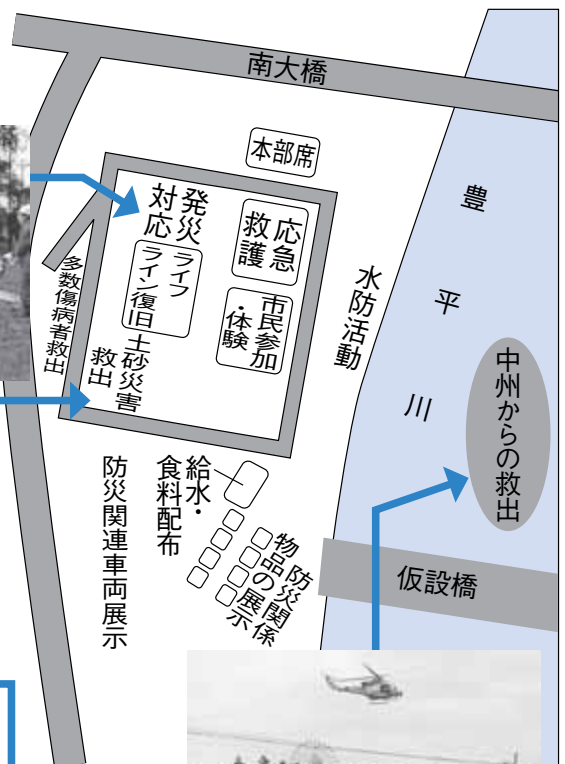 南大橋
本部席
発災
対応
応急
救護
ライフ
ライン復旧
市民参加
・体験
多数傷病者救出
土砂災害
救出
水防活動
豊平川
中州からの救出
給水・
食料配布
防災関係
物品の展示
防災関連車両展示
仮設橋